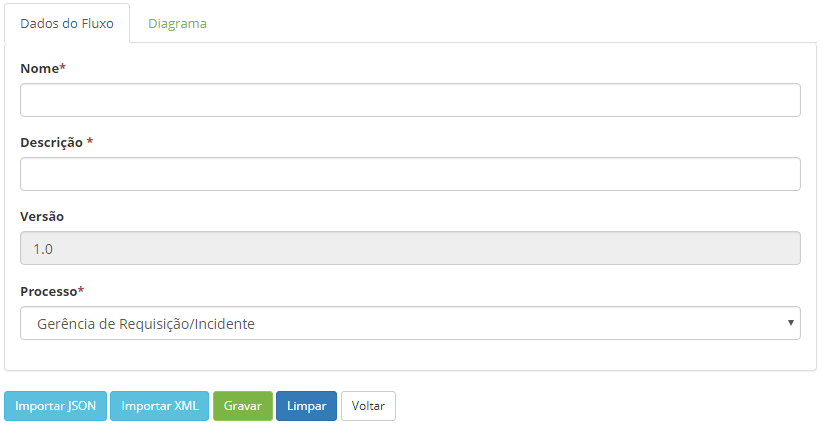 Dados do Fluxo Diagrama
Nome*
Descrição *
Versão
1.0
Processo*
Gerência de Requisição/Incidente
Importar JSON Importar XML Gravar Limpar Voltar